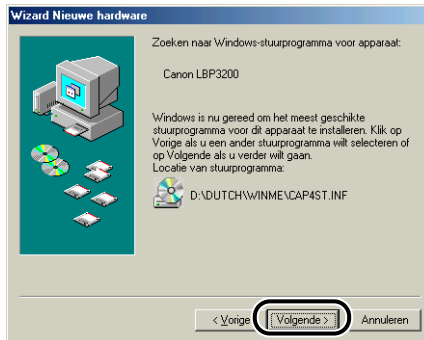 Wizard Nieuwe hardware
Zoeken naar Windows-stuurprogramma voor apparaat:
Canon LBP3200
Windows is nu gereed om het meest geschikte
stuurprogramma voor dit apparaat te installeren. Klik op
Vorige als u een ander stuurprogramma wilt selecteren of
op Volgende als u verder wilt gaan.
Locatie van stuurprogramma:
D:\DUTCH\WINME\CAP4ST.INF
< Vorige Volgende > Annuleren